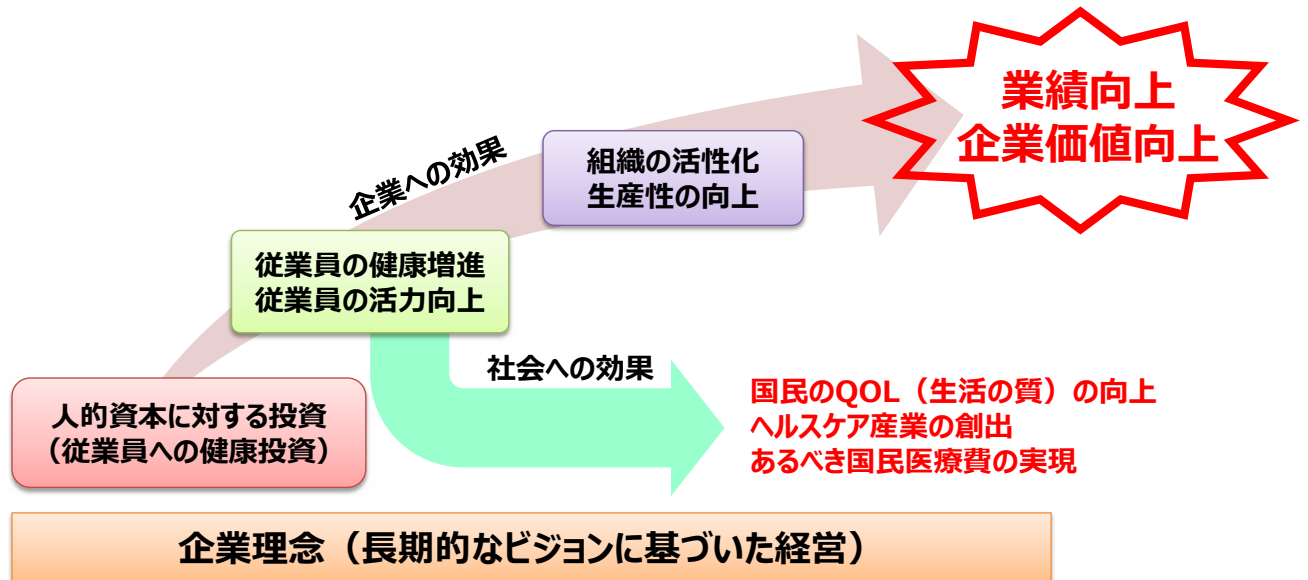 業績向上
企業価値向上
企業への効果
組織の活性化
生産性の向上
従業員の健康増進
従業員の活力向上
社会への効果
人的資本に対する投資
（従業員への健康投資）
国民のQOL（生活の質）の向上
ヘルスケア産業の創出
あるべき国民医療費の実現
企業理念（長期的なビジョンに基づいた経営）